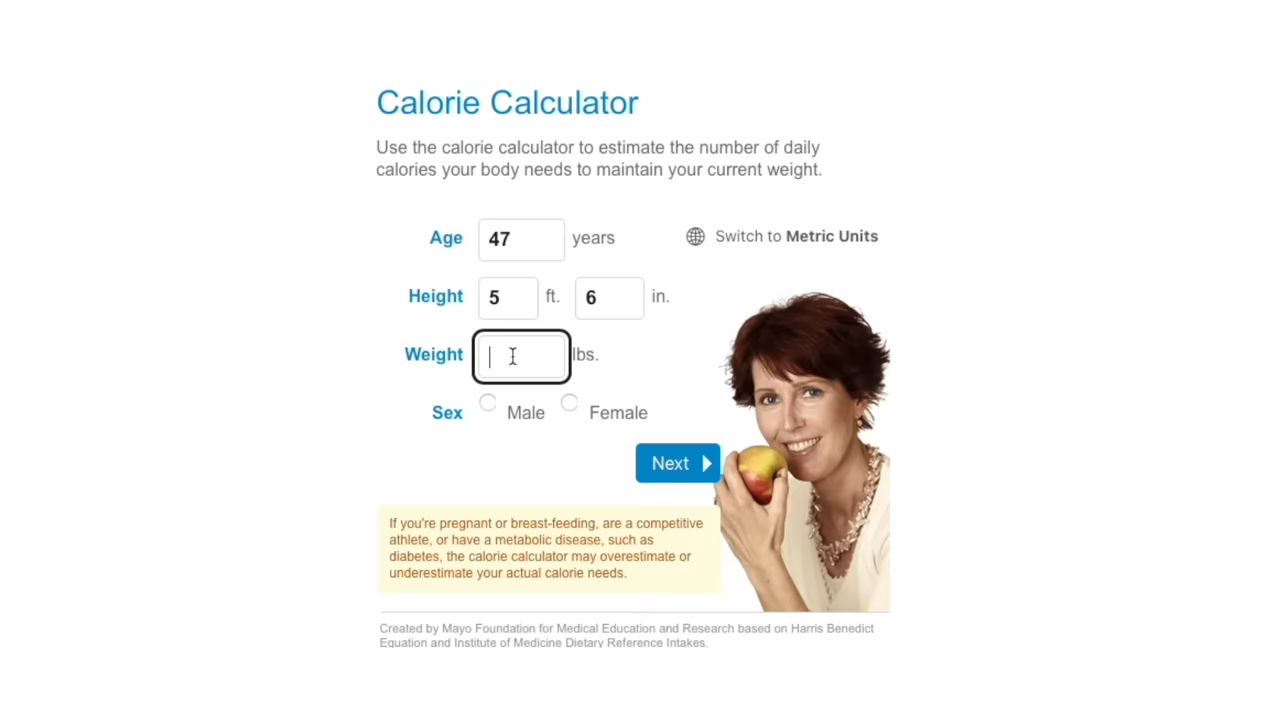 Calorie Calculator
Use the calorie calculator to estimate the number of daily
calories your body needs to maintain your current weight.
Age 47 years Switch to Metric Units
Height 5 ft. 6 in.
Weight lbs.
Sex Male Female
Next
If you're pregnant or breast-feeding, are a competitive
athlete, or have a metabolic disease, such as
diabetes, the calorie calculator may overestimate or
underestimate your actual calorie needs.
Created by Mayo Foundation for Medical Education and Research based on Harris Benedict
Equation and Institute of Medicine Dietary Reference Intakes.